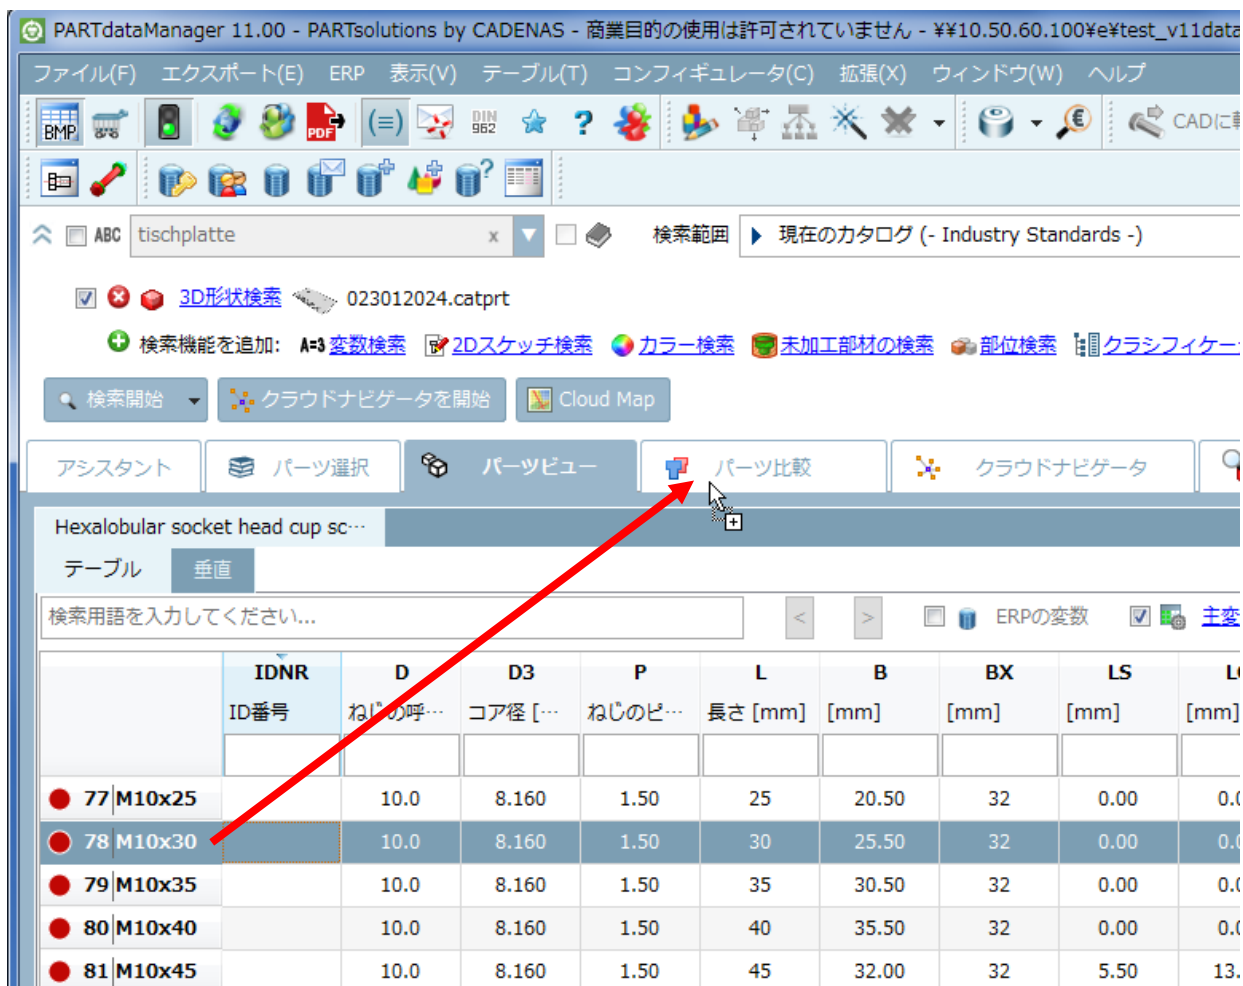 PARTdataManager 11.00 - PARTsolutions by CADENAS - 商業目的の使用は許可されていません - ¥¥10.50.60.100¥e¥test_v11data
ファイル(F) エクスポート(E) ERP 表示(V) テーブル(T) コンフィギュレータ(C) 拡張(X) ウィンドウ(W) ヘルプ
BMP PDF (=) DIN 962 ? € CADに
?
ABC tischplatte x 検索範囲 現在のカタログ (- Industry Standards -)
3D形状検索 023012024.catprt
検索機能を追加: A=3 変数検索 2Dスケッチ検索 カラー検索 未加工部材の検索 部位検索 クラシフィケー
検索開始 クラウドナビゲータを開始 Cloud Map
アシスタント パーツ選択 パーツビュー パーツ比較 クラウドナビゲータ
Hexalobular socket head cup sc…
テーブル 垂直
検索用語を入力してください... < > ERPの変数 主変
IDNR D D3 P L B BX LS
ID番号 ねじの呼… コア径 [… ねじのピ… 長さ [mm] [mm] [mm] [mm] [mm]
77 M10x25 10.0 8.160 1.50 25 20.50 32 0.00 0.0
78 M10x30 10.0 8.160 1.50 30 25.50 32 0.00 0.0
79 M10x35 10.0 8.160 1.50 35 30.50 32 0.00 0.0
80 M10x40 10.0 8.160 1.50 40 35.50 32 0.00 0.0
81 M10x45 10.0 8.160 1.50 45 32.00 32 5.50 13.